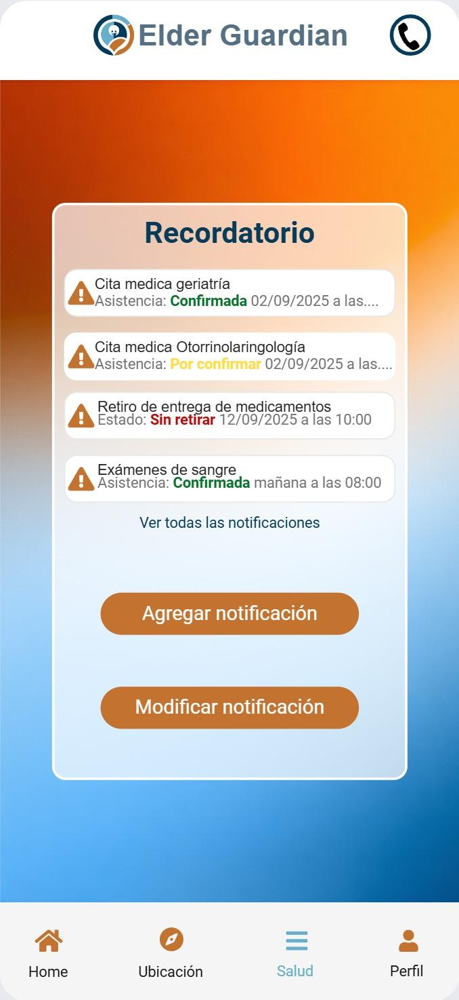 Elder Guardian
Recordatorio
Cita medica geriatría
Asistencia: Confirmada 02/09/2025 a las....
Cita medica Otorrinolaringología
Asistencia: Por confirmar 02/09/2025 a las....
Retiro de entrega de medicamentos
Estado: Sin retirar 12/09/2025 a las 10:00
Exámenes de sangre
Asistencia: Confirmada mañana a las 08:00
Ver todas las notificaciones
Agregar notificación
Modificar notificación
Home Ubicación Salud Perfil